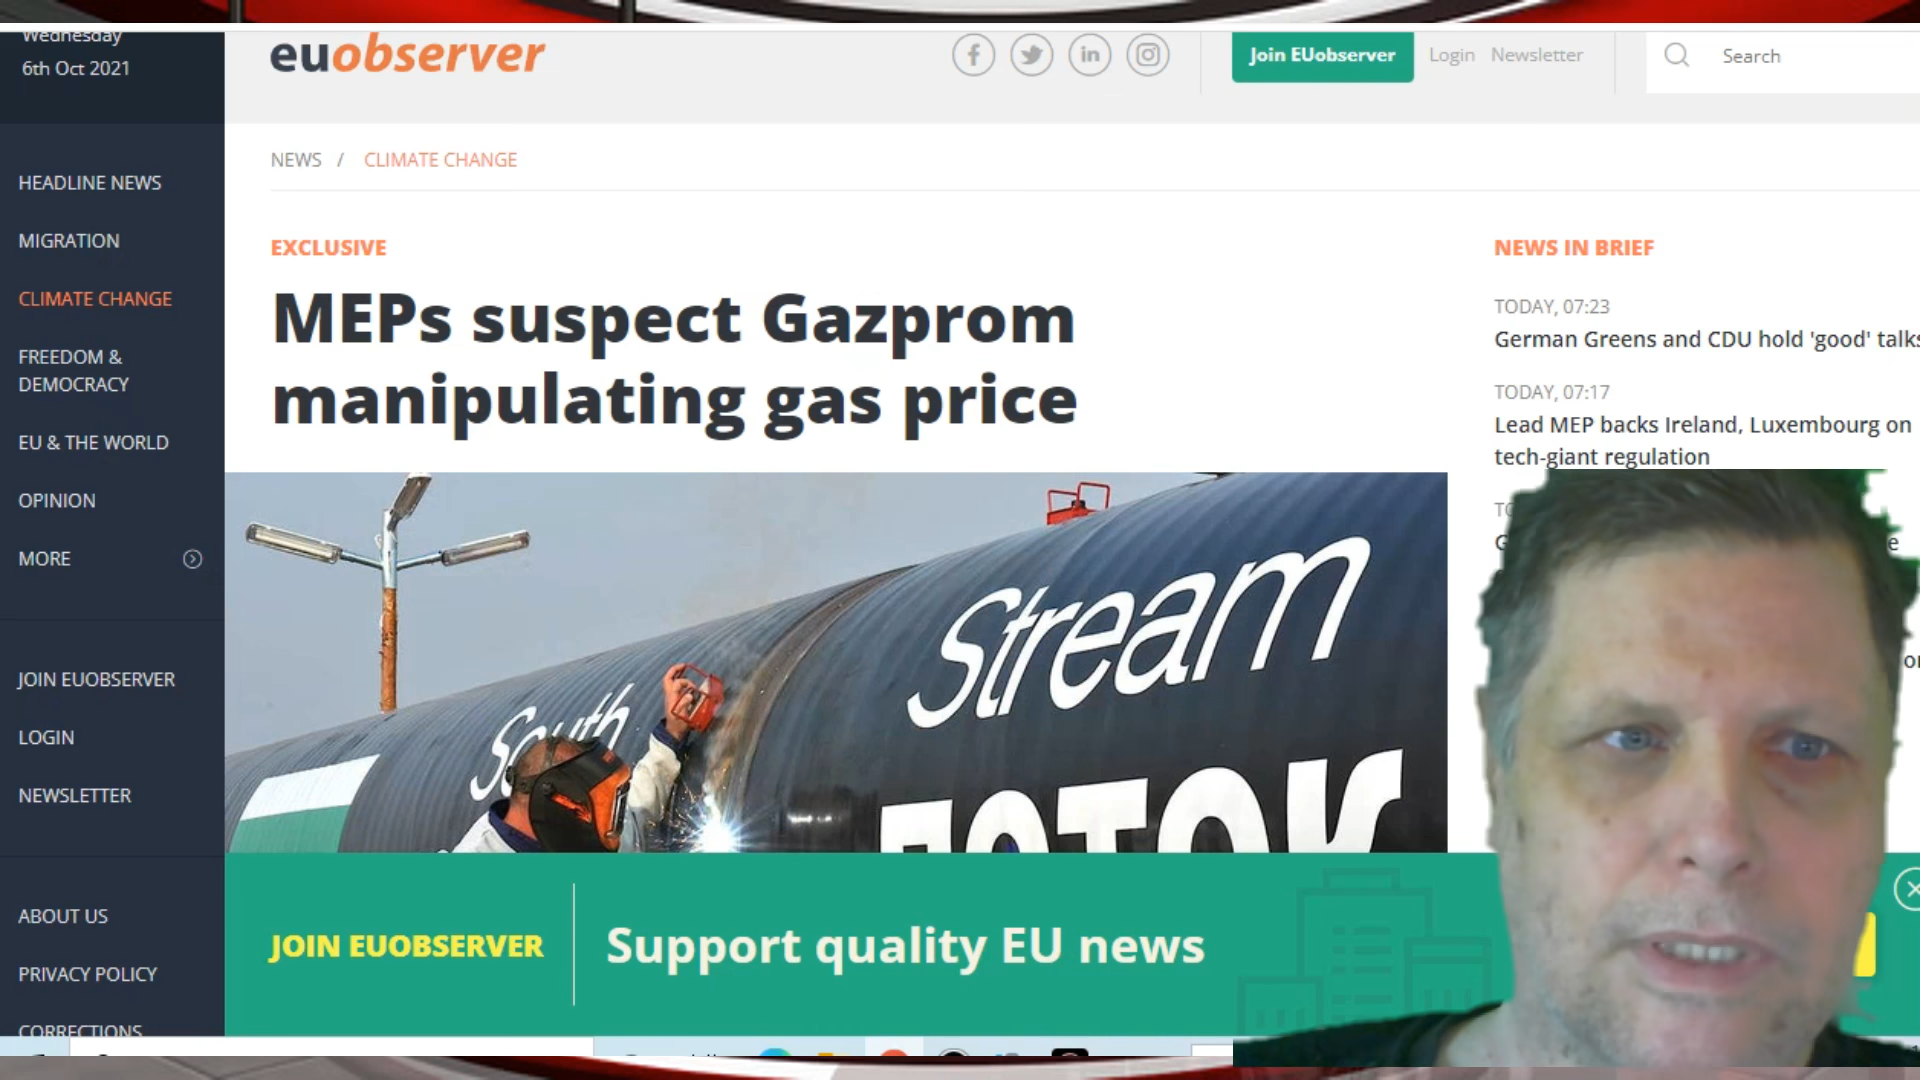 Wednesday
6th Oct 2021
euobserver
Join EUobserver
Login
Newsletter
Search
HEADLINE NEWS
MIGRATION
CLIMATE CHANGE
FREEDOM &
DEMOCRACY
EU & THE WORLD
OPINION
MORE
JOIN EUOBSERVER
LOGIN
NEWSLETTER
ABOUT US
PRIVACY POLICY
CORRECTIONS
NEWS / CLIMATE CHANGE
EXCLUSIVE
MEPs suspect Gazprom
manipulating gas price
South Stream
ПОТОК
NEWS IN BRIEF
TODAY, 07:23
German Greens and CDU hold 'good' talks
TODAY, 07:17
Lead MEP backs Ireland, Luxembourg on
tech-giant regulation
JOIN EUOBSERVER
Support quality EU news